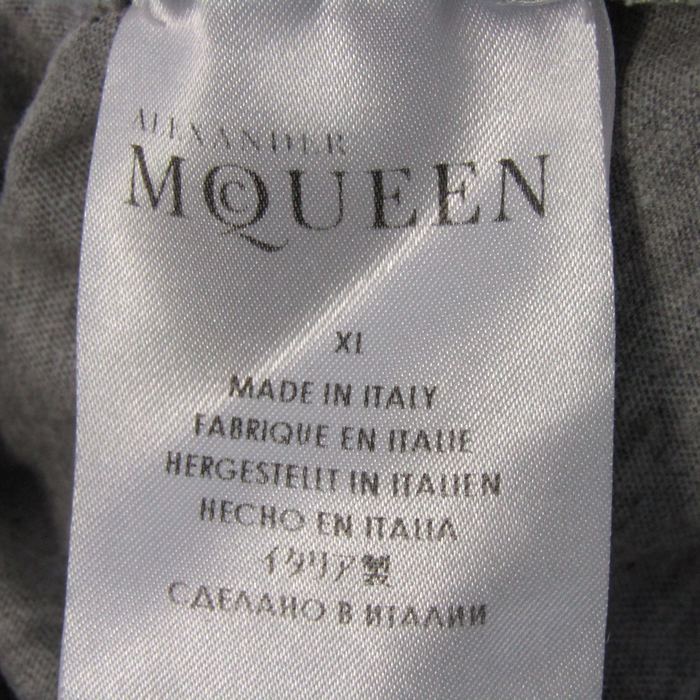 ALEXANDER
McQUEEN
XL
MADE IN ITALY
FABRIQUE EN ITALIE
HERGESTELLT IN ITALIEN
HECHO EN ITALIA
イタリア製
СДЕЛАНО В ИТАЛИИ